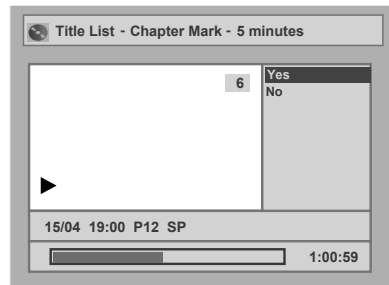 Title List - Chapter Mark - 5 minutes
6
Yes
No
15/04 19:00 P12 SP
1:00:59